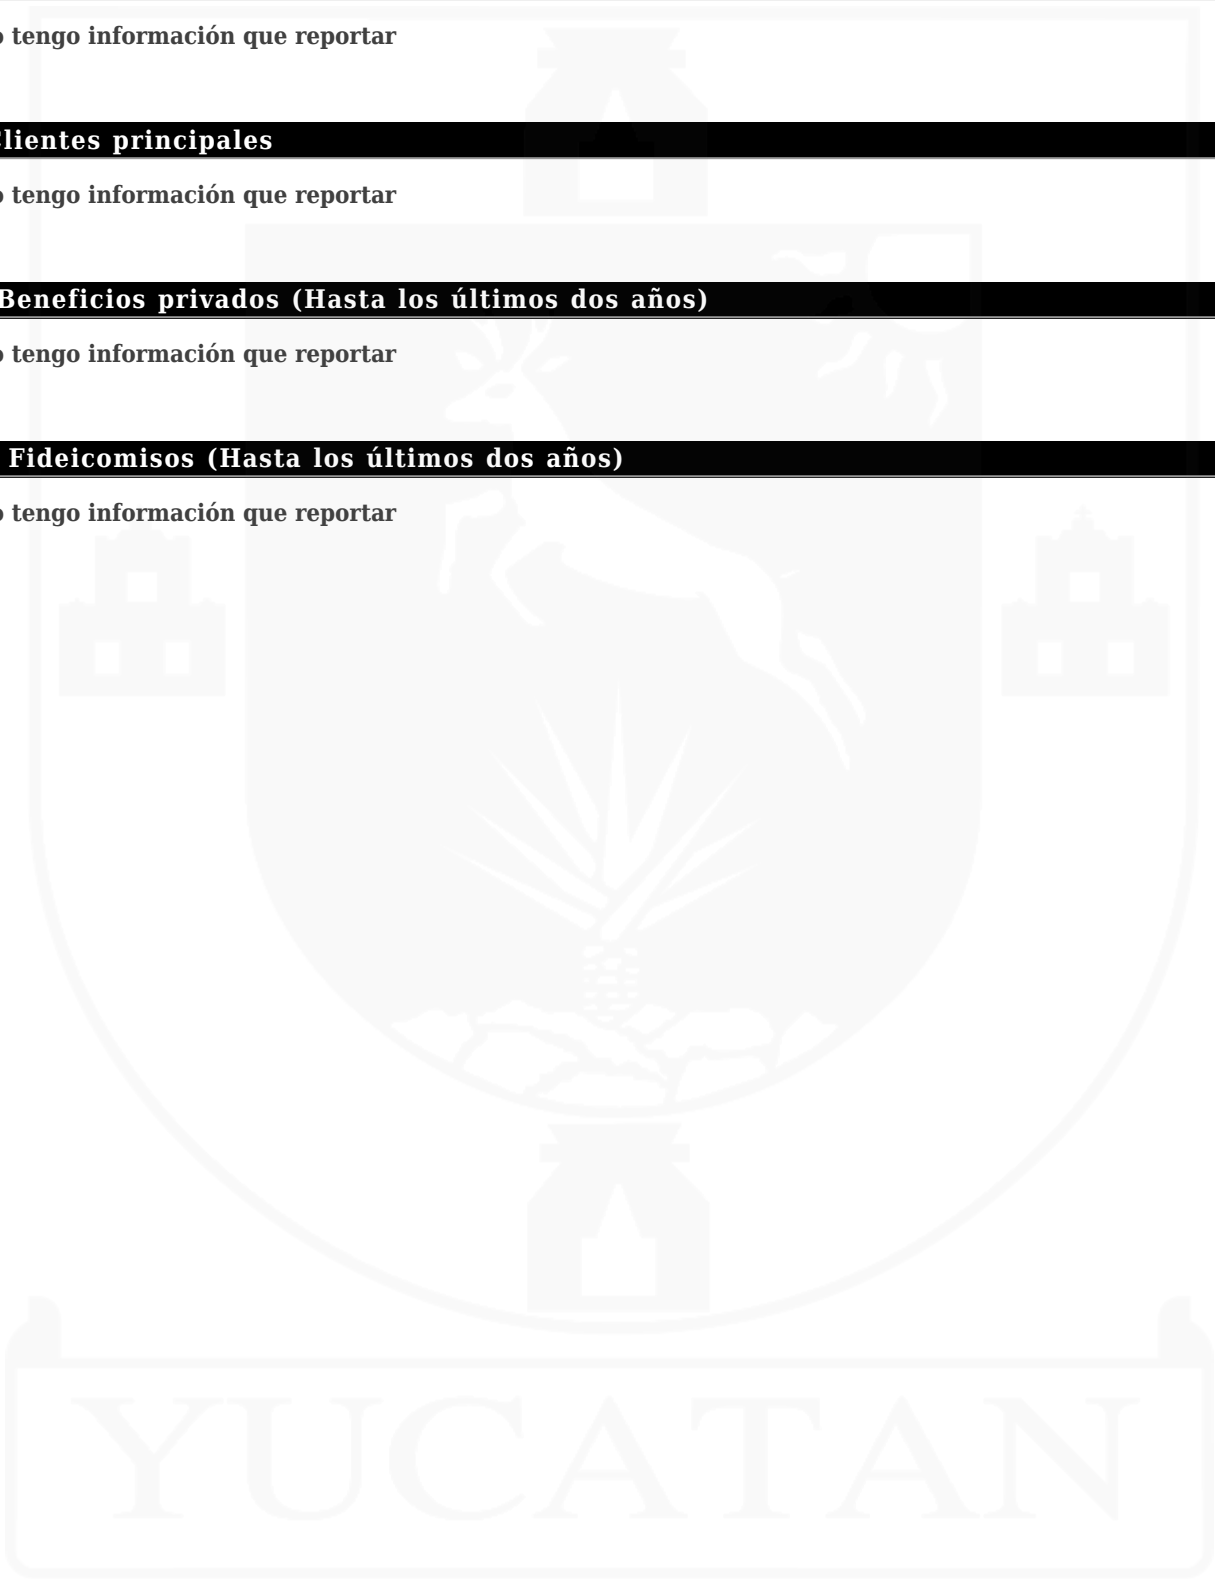 o tengo información que reportar
Clientes principales
o tengo información que reportar
Beneficios privados (Hasta los últimos dos años)
o tengo información que reportar
Fideicomisos (Hasta los últimos dos años)
o tengo información que reportar
YUCATAN